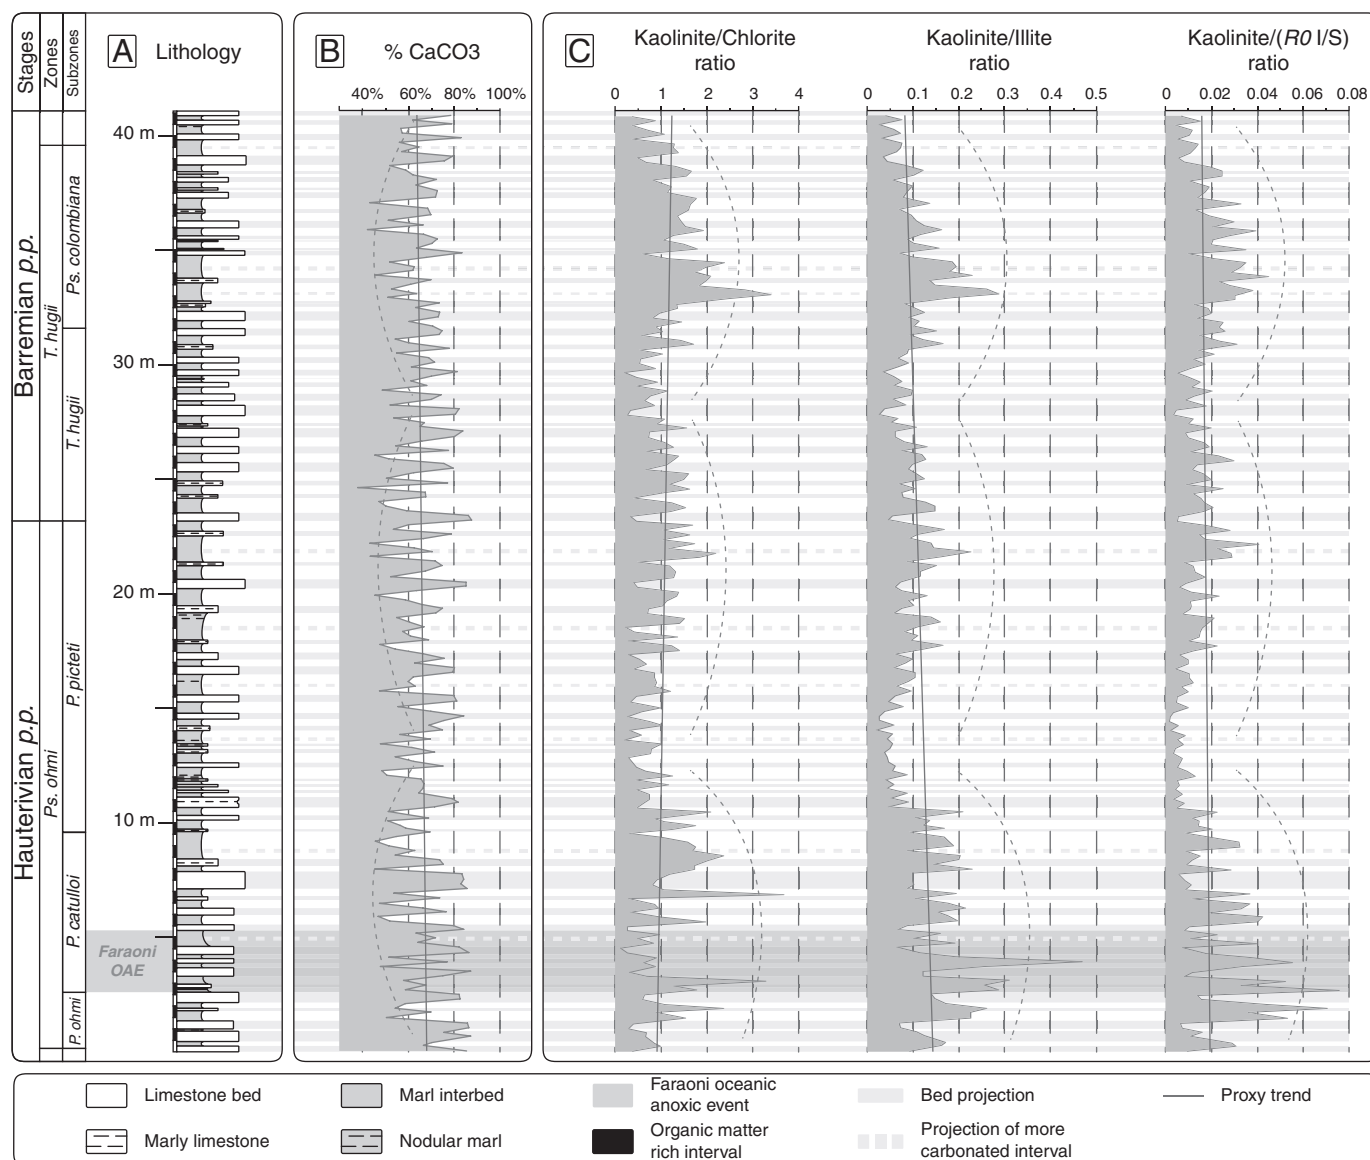 Stages
Zones
Subzones
A Lithology
B % CaCO3
C
Kaolinite/Chlorite
ratio
Kaolinite/Illite
ratio
Kaolinite/(R0 I/S)
ratio
40% 60% 80% 100%
0 1 2 3 4
0 0.1 0.2 0.3 0.4 0.5
0 0.02 0.04 0.06 0.08
40 m
30 m
20 m
10 m
Barremian p.p.
Hauterivian p.p.
T. hugii
Ps. ohmi
Ps. colombiana
T. hugii
P. picteti
P. catulloi
P. ohmi
Faraoni
OAE
Limestone bed
Marly limestone
Marl interbed
Nodular marl
Faraoni oceanic
anoxic event
Organic matter
rich interval
Bed projection
Projection of more
carbonated interval
Proxy trend